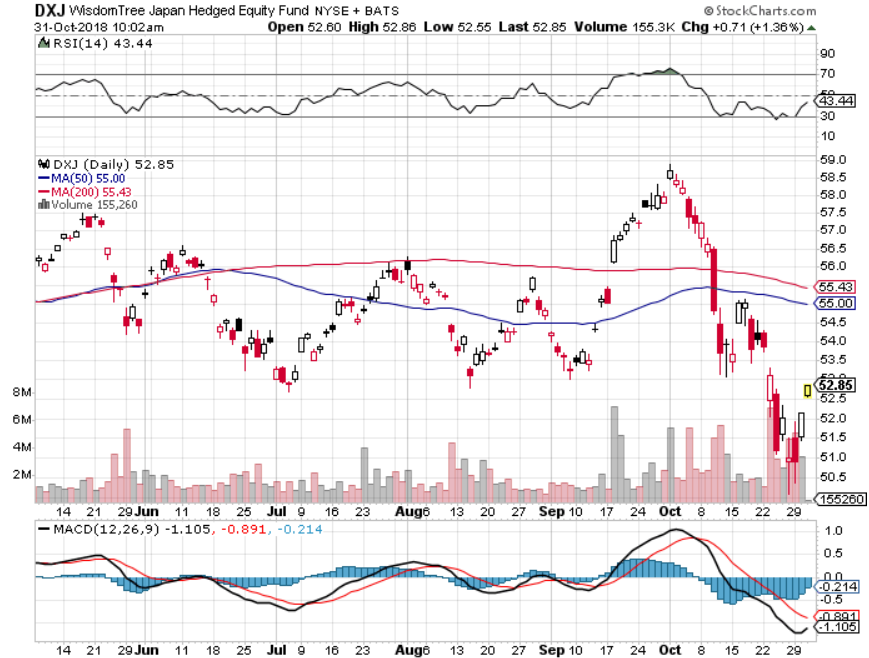 DXJ WisdomTree Japan Hedged Equity Fund NYSE + BATS © StockCharts.com
31-Oct-2018 10:02am Open 52.60 High 52.86 Low 52.55 Last 52.85 Volume 155.3K Chg +0.71 (+1.36%)
RSI(14) 43.44
90
70
50
43.44
30
10
DXJ (Daily) 52.85
MA(50) 55.00
MA(200) 55.43
Volume 155,260
59.0
58.5
58.0
57.5
57.0
56.5
56.0
55.43
55.00
54.5
54.0
53.5
53.0
52.85
52.5
52.0
51.5
51.0
50.5
155260
8M
6M
4M
2M
14 21 29 Jun 11 18 25 Jul 9 16 23 Aug 6 13 20 27 Sep 10 17 24 Oct 8 15 22 29
MACD(12,26,9) -1.105, -0.891, -0.214
1.0
0.5
0.0
-0.214
-0.5
-0.891
-1.105
14 21 29 Jun 11 18 25 Jul 9 16 23 Aug 6 13 20 27 Sep 10 17 24 Oct 8 15 22 29